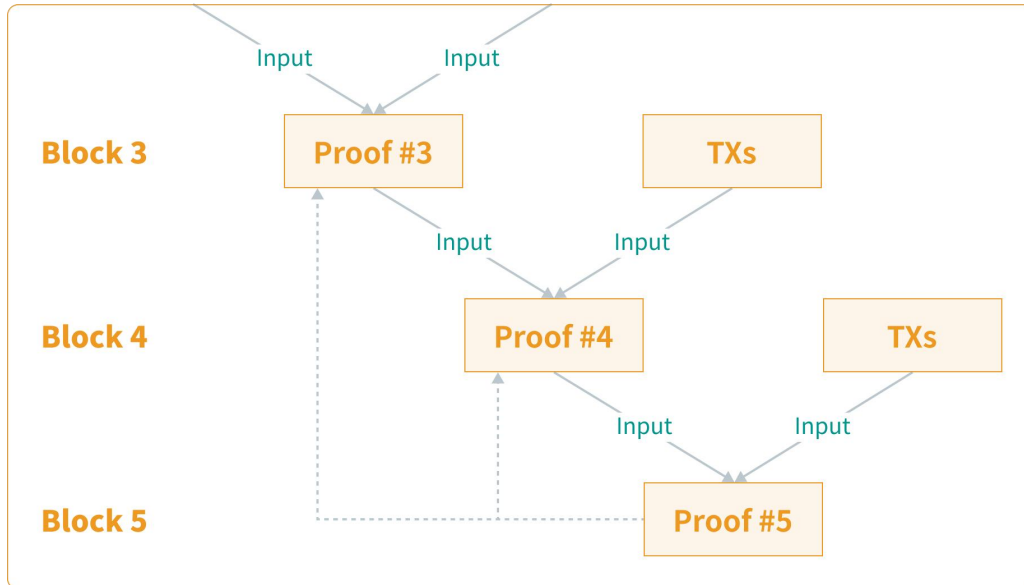 Input
Input
Block 3
Proof #3
TXs
Input
Input
Block 4
Proof #4
TXs
Input
Input
Block 5
Proof #5